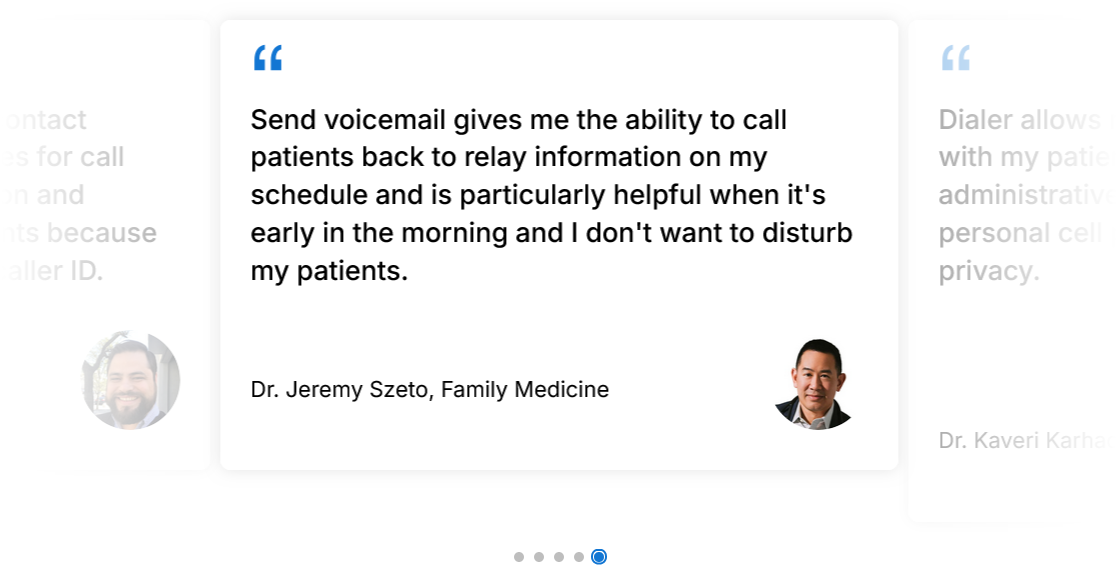 ontact
es for call
on and
nts because
aller ID.
“
Send voicemail gives me the ability to call
patients back to relay information on my
schedule and is particularly helpful when it's
early in the morning and I don't want to disturb
my patients.
Dr. Jeremy Szeto, Family Medicine
“
Dialer allows
with my patie
administrative
personal cell
privacy.
Dr. Kaveri Karha